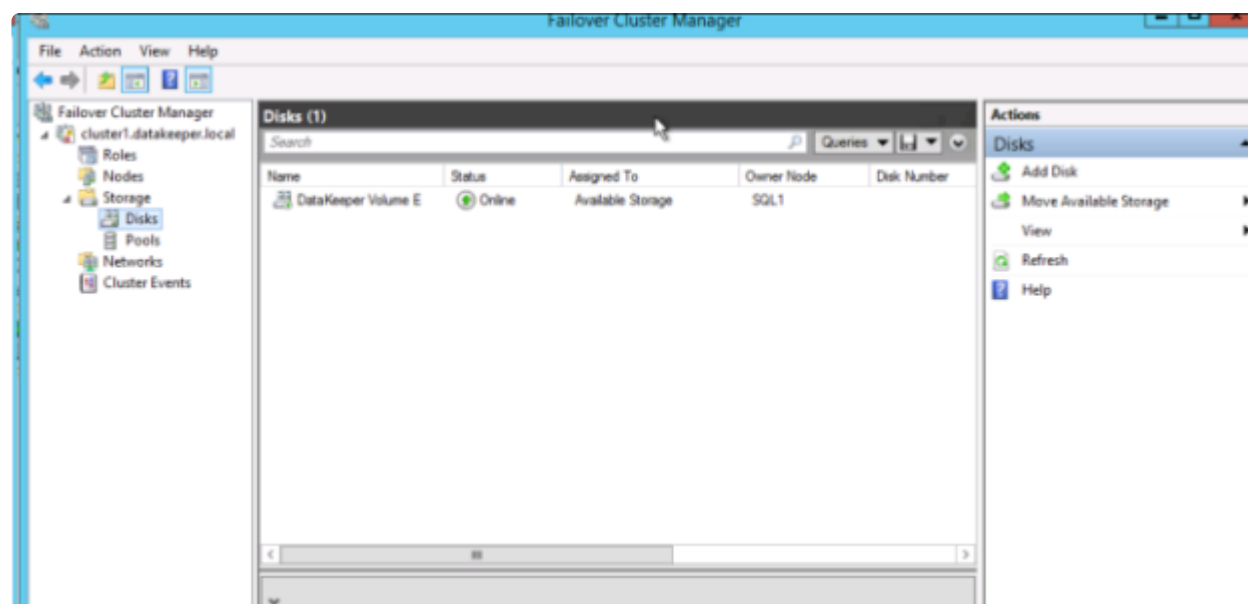 Failover Cluster Manager
File Action View Help
Failover Cluster Manager
cluster1.datakeeper.local
Roles
Nodes
Storage
Disks
Pools
Networks
Cluster Events
Disks (1)
Search Queries
Name Status Assigned To Owner Node Disk Number
DataKeeper Volume E Online Available Storage SQL1
Actions
Disks
Add Disk
Move Available Storage
View
Refresh
Help